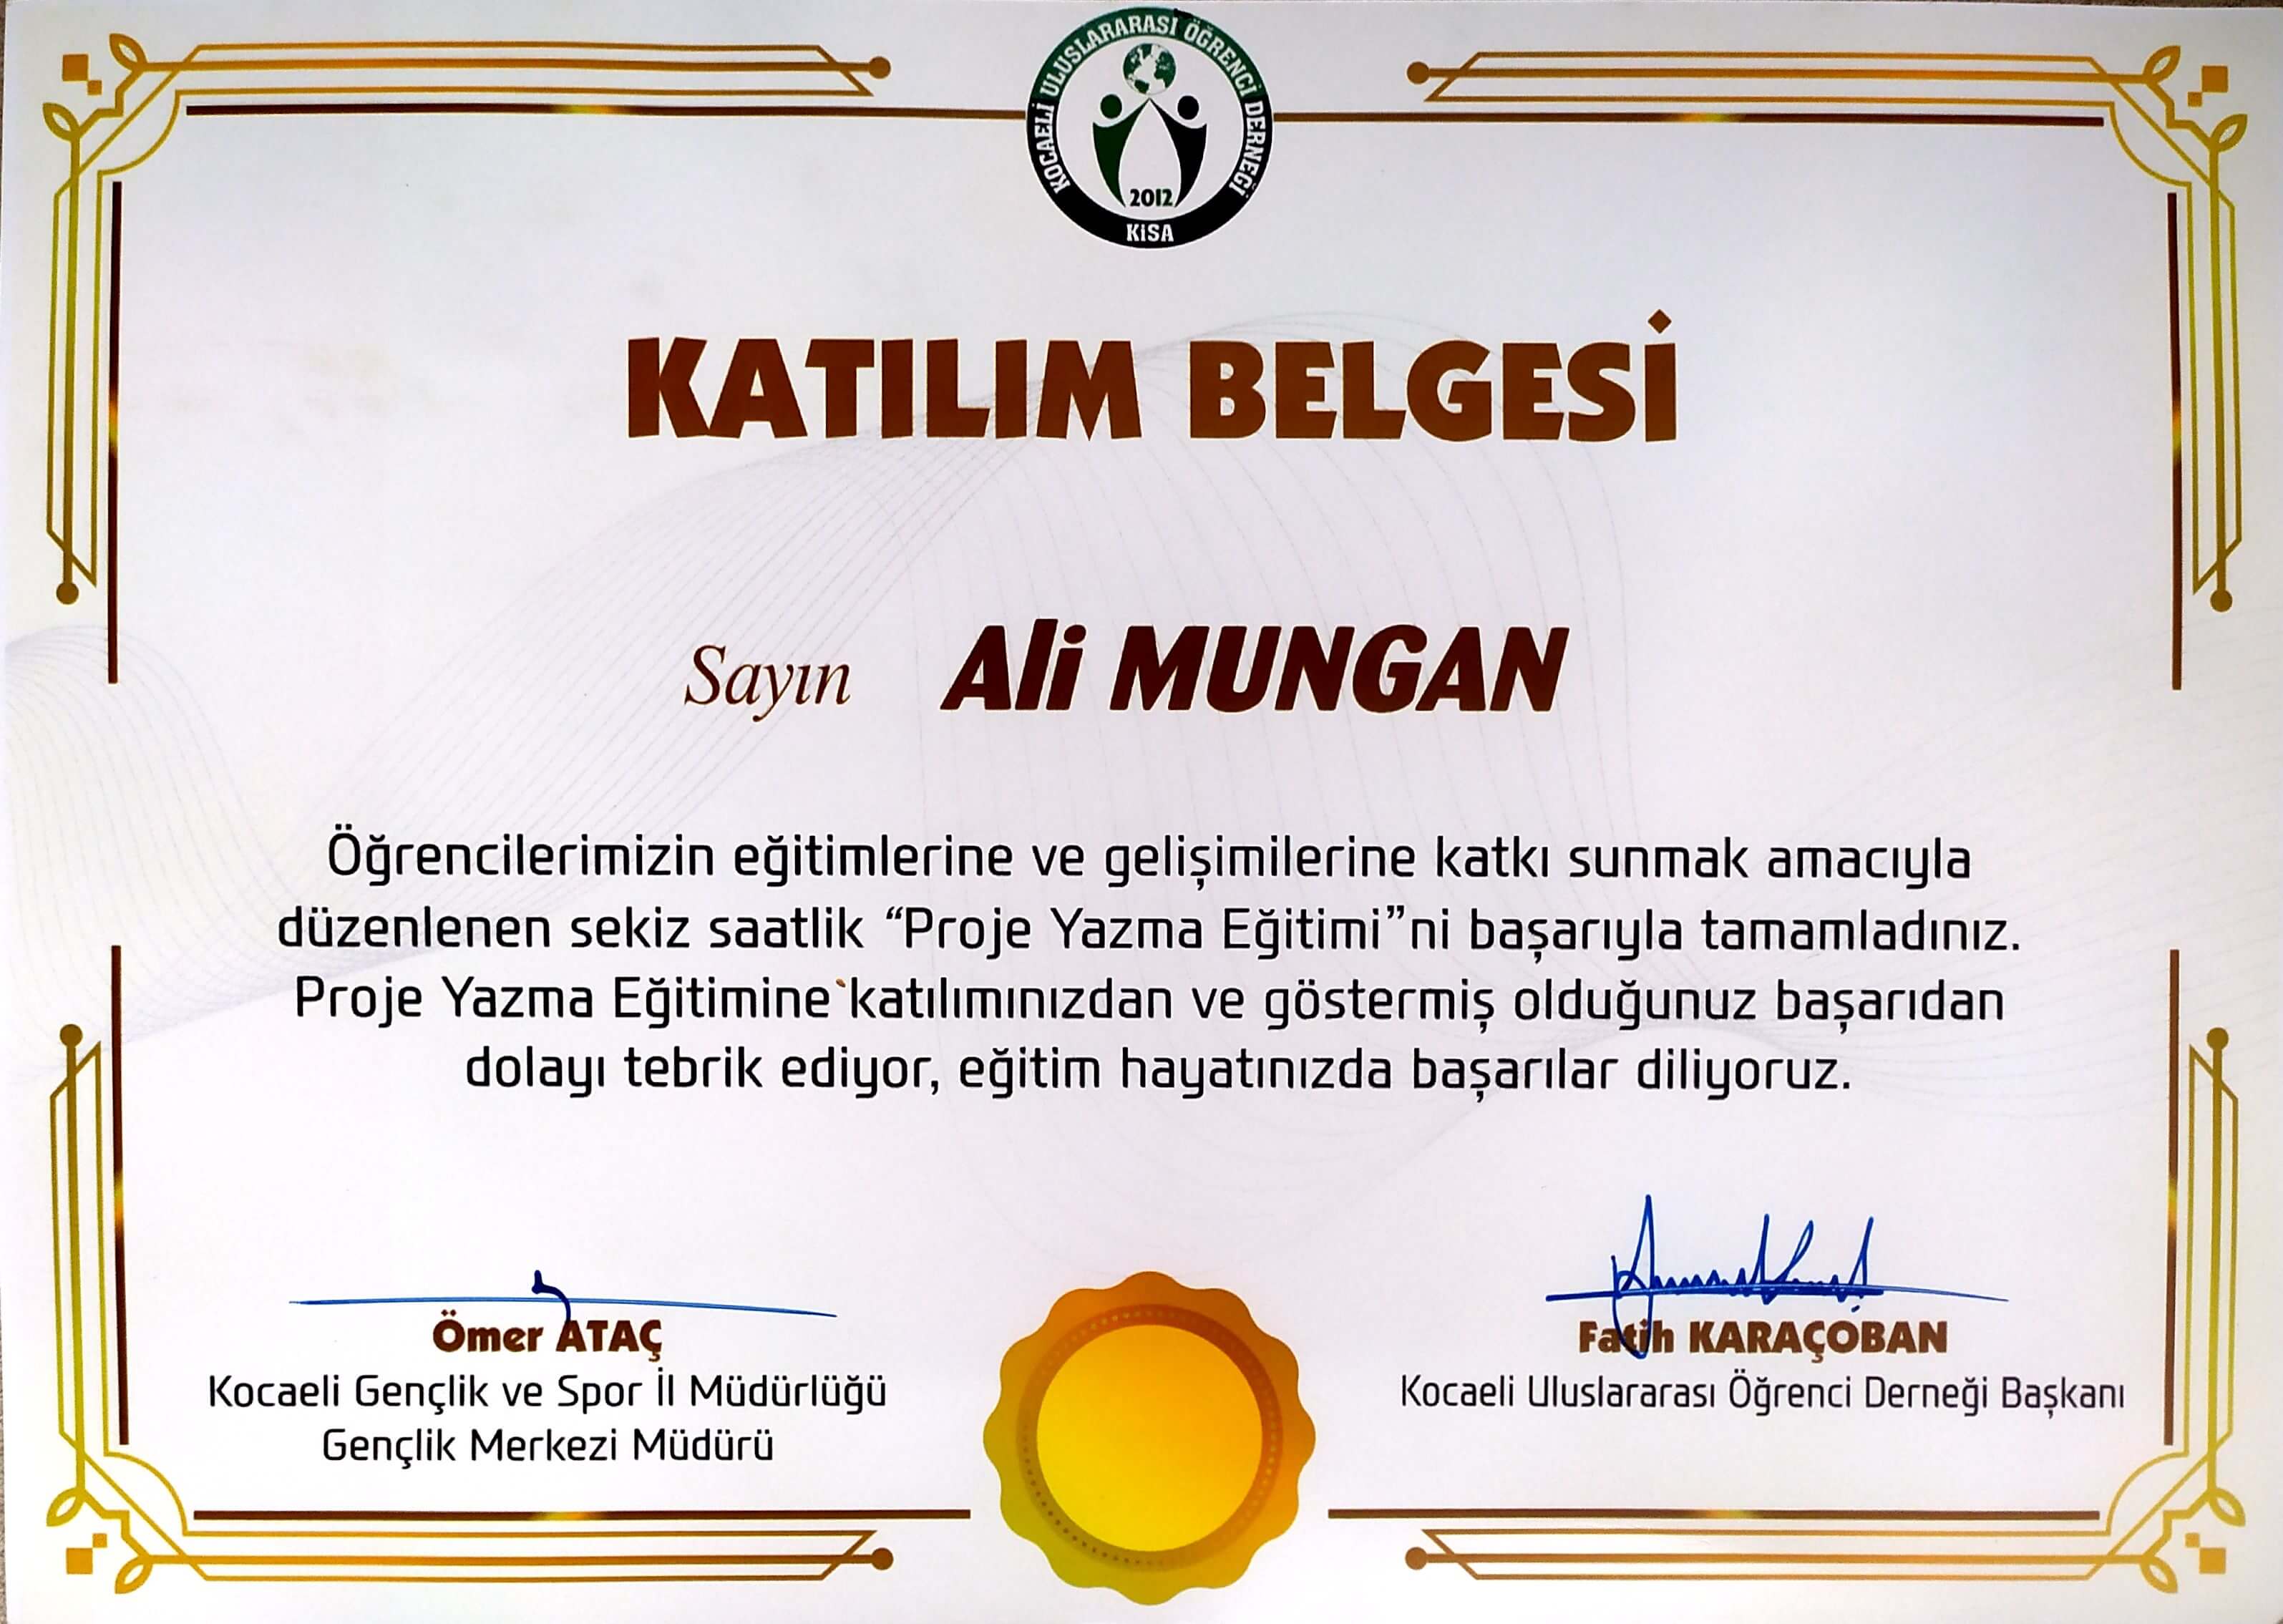 KOCAELİ ULUSLARARASI ÖĞRENCİ DERNEĞİ
2012
KİSA
KATILIM BELGESİ
Sayın Ali MUNGAN
Öğrencilerimizin eğitimlerine ve gelişimilerine katkı sunmak amacıyla
düzenlenen sekiz saatlik “Proje Yazma Eğitimi”ni başarıyla tamamladınız.
Proje Yazma Eğitimine katılımınızdan ve göstermiş olduğunuz başarıdan
dolayı tebrik ediyor, eğitim hayatınızda başarılar diliyoruz.
Ömer ATAÇ
Kocaeli Gençlik ve Spor İl Müdürlüğü
Gençlik Merkezi Müdürü
Fatih KARAÇOBAN
Kocaeli Uluslararası Öğrenci Derneği Başkanı